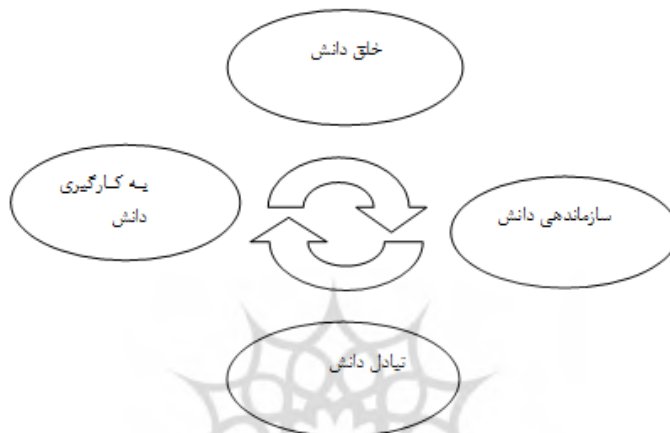 خلق دانش
به کارگیری
دانش
سازماندهی دانش
تبادل دانش